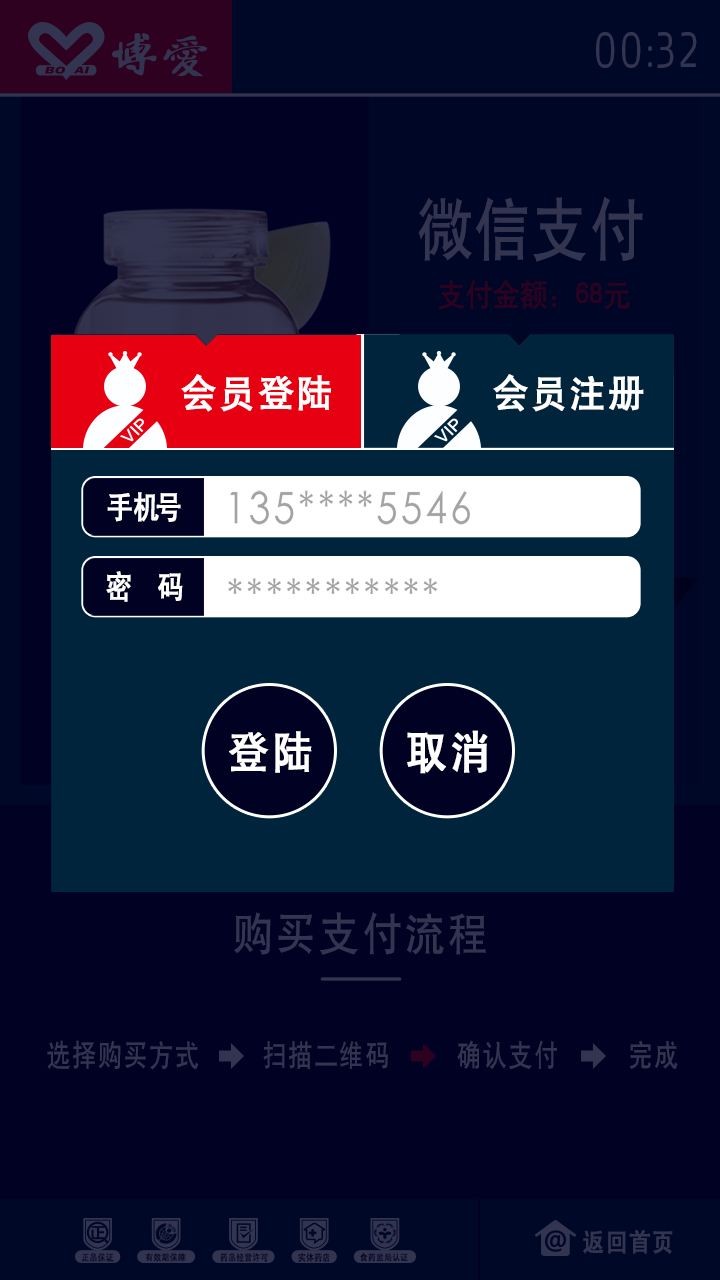 BO AI 博愛
00:32
微信支付
支付金额：68元
会员登陆
会员注册
VIP
VIP
手机号 135****5546
密 码 ***********
登陆
取消
购买支付流程
选择购买方式 扫描二维码 确认支付 完成
正品保证 有效期保障 药品经营许可 实体药店 食药监局认证
返回首页